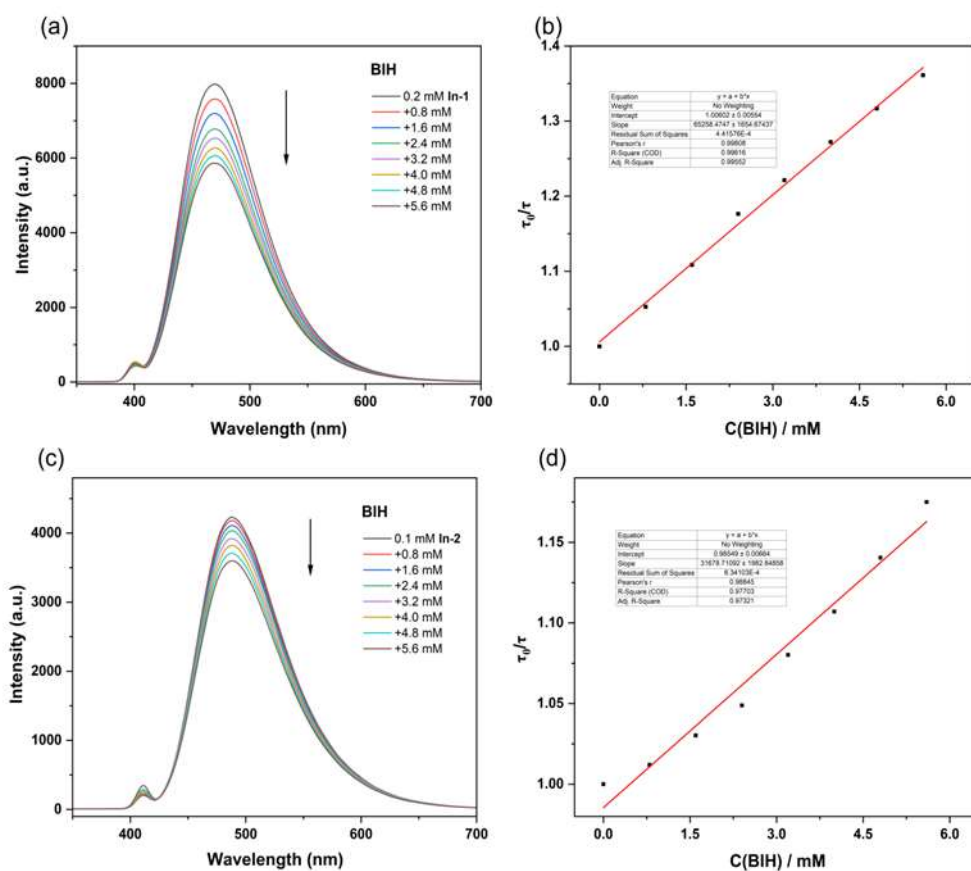 (a)
8000
6000
4000
2000
0
Intensity (a.u.)
400
500
600
700
Wavelength (nm)
BIH
0.2 mM In-1
+0.8 mM
+1.6 mM
+2.4 mM
+3.2 mM
+4.0 mM
+4.8 mM
+5.6 mM
(b)
1.4
1.3
1.2
1.1
1.0
τ0/τ
0.0
1.5
3.0
4.5
6.0
C(BIH) / mM
Equation y = a + b*x
Weight No Weighting
Intercept 1.00602 ± 0.00554
Slope 65258.4747 ± 1654.67437
Residual Sum of Squares 4.41576E-4
Pearson's r 0.99808
R-Square (COD) 0.99616
Adj. R-Square 0.99552
(c)
4000
3000
2000
1000
0
Intensity (a.u.)
400
500
600
700
Wavelength (nm)
BIH
0.1 mM In-2
+0.8 mM
+1.6 mM
+2.4 mM
+3.2 mM
+4.0 mM
+4.8 mM
+5.6 mM
(d)
1.15
1.10
1.05
1.00
τ0/τ
0.0
1.5
3.0
4.5
6.0
C(BIH) / mM
Equation y = a + b*x
Weight No Weighting
Intercept 0.98549 ± 0.00664
Slope
Residual Sum of Squares 6.34103E-4
Pearson's r 0.98845
R-Square (COD) 0.97703
Adj. R-Square 0.97321